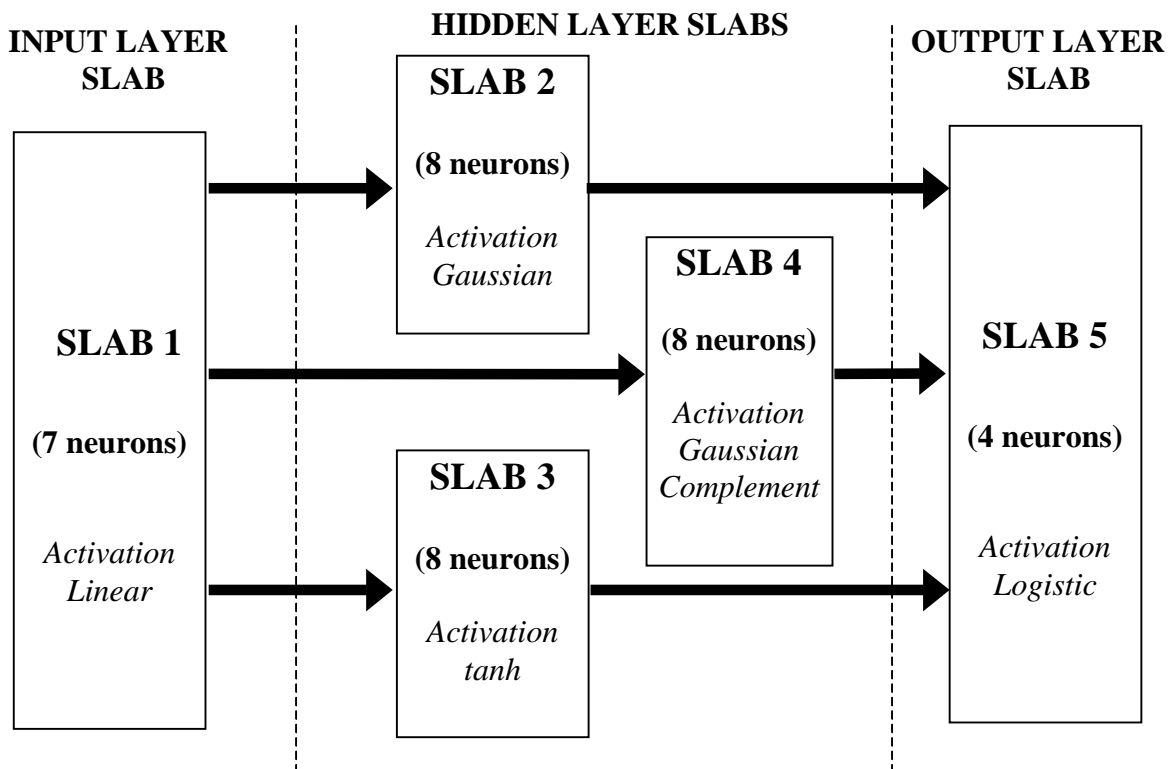 INPUT LAYER
SLAB
HIDDEN LAYER SLABS
OUTPUT LAYER
SLAB
SLAB 1
(7 neurons)
Activation
Linear
SLAB 2
(8 neurons)
Activation
Gaussian
SLAB 3
(8 neurons)
Activation
tanh
SLAB 4
(8 neurons)
Activation
Gaussian
Complement
SLAB 5
(4 neurons)
Activation
Logistic